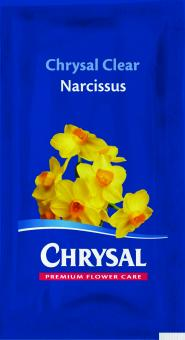 Chrysal Clear
Narcissus
CHRYSAL
PREMIUM FLOWER CARE